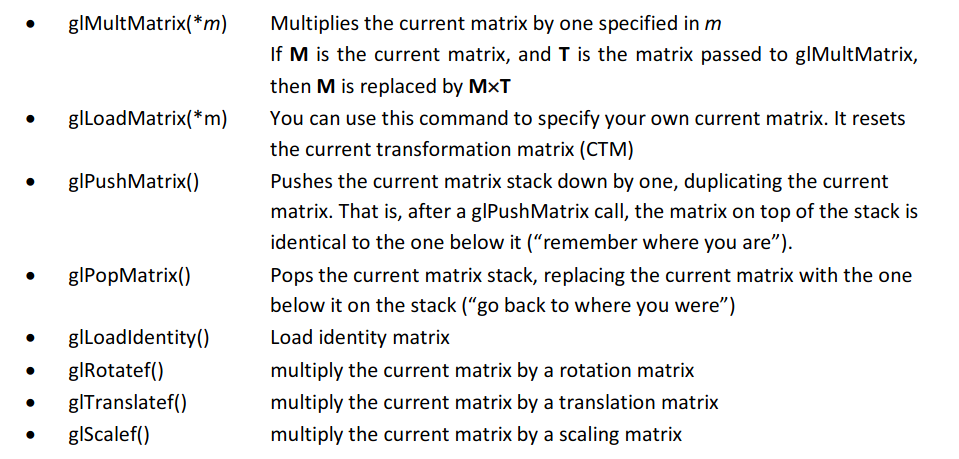 • glMultMatrix(*m) Multiplies the current matrix by one specified in m
If M is the current matrix, and T is the matrix passed to glMultMatrix,
then M is replaced by M×T
• glLoadMatrix(*m) You can use this command to specify your own current matrix. It resets
the current transformation matrix (CTM)
• glPushMatrix() Pushes the current matrix stack down by one, duplicating the current
matrix. That is, after a glPushMatrix call, the matrix on top of the stack is
identical to the one below it (“remember where you are”).
• glPopMatrix() Pops the current matrix stack, replacing the current matrix with the one
below it on the stack (“go back to where you were”)
• glLoadIdentity() Load identity matrix
• glRotatef() multiply the current matrix by a rotation matrix
• glTranslatef() multiply the current matrix by a translation matrix
• glScalef() multiply the current matrix by a scaling matrix